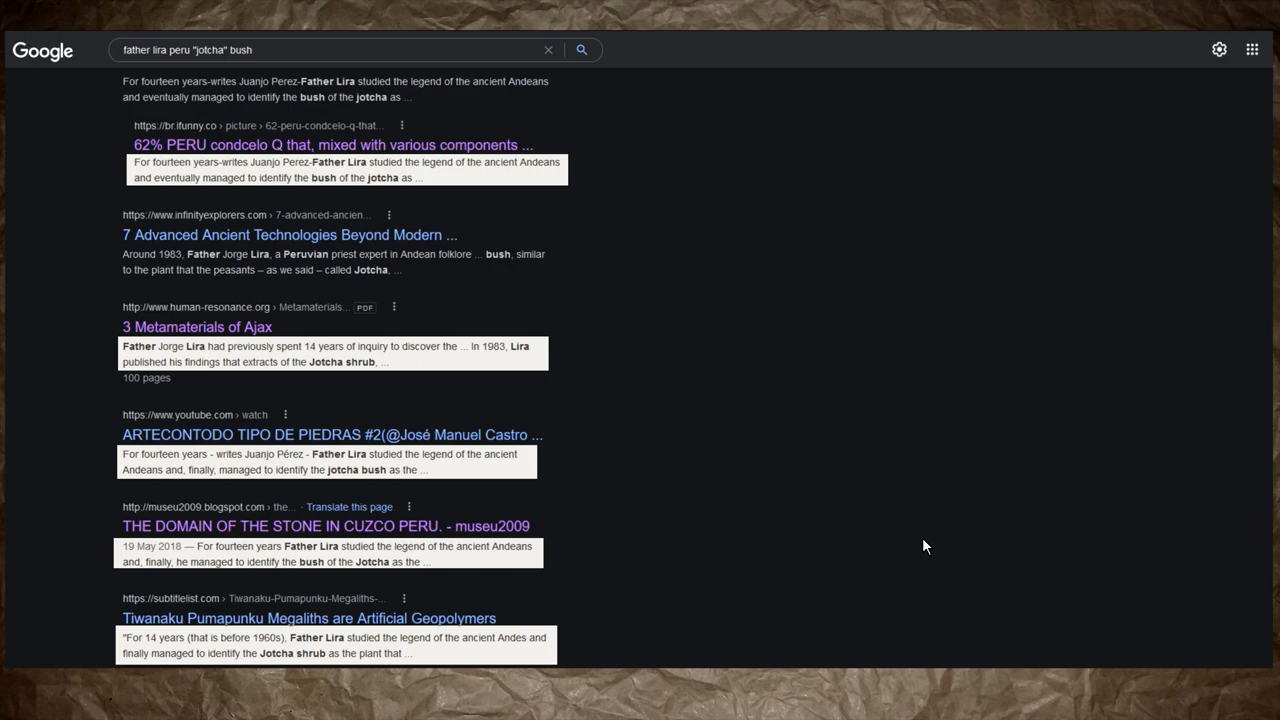 Google
father lira peru "jotcha" bush
For fourteen years-writes Juanjo Perez-Father Lira studied the legend of the ancient Andeans
and eventually managed to identify the bush of the jotcha as ...
https://br.ifunny.co › picture › 62-peru-condcelo-q-that...
62% PERU condcelo Q that, mixed with various components ...
For fourteen years-writes Juanjo Perez-Father Lira studied the legend of the ancient Andeans
and eventually managed to identify the bush of the jotcha as ...
https://www.infinityexplorers.com › 7-advanced-ancien...
7 Advanced Ancient Technologies Beyond Modern ...
Around 1983, Father Jorge Lira, a Peruvian priest expert in Andean folklore ... bush, similar
to the plant that the peasants – as we said – called Jotcha, ...
http://www.human-resonance.org › Metamaterials... PDF
3 Metamaterials of Ajax
Father Jorge Lira had previously spent 14 years of inquiry to discover the ... In 1983, Lira
published his findings that extracts of the Jotcha shrub, ...
100 pages
https://www.youtube.com › watch
ARTECONTODO TIPO DE PIEDRAS #2(@José Manuel Castro ...
For fourteen years - writes Juanjo Pérez - Father Lira studied the legend of the ancient
Andeans and, finally, managed to identify the jotcha bush as the ...
http://museu2009.blogspot.com › the... · Translate this page
THE DOMAIN OF THE STONE IN CUZCO PERU. - museu2009
19 May 2018 — For fourteen years Father Lira studied the legend of the ancient Andeans
and, finally, he managed to identify the bush of the Jotcha as the ...
https://subtitlelist.com › Tiwanaku-Pumapunku-Megaliths-...
Tiwanaku Pumapunku Megaliths are Artificial Geopolymers
"For 14 years (that is before 1960s), Father Lira studied the legend of the ancient Andes and
finally managed to identify the Jotcha shrub as the plant that ...